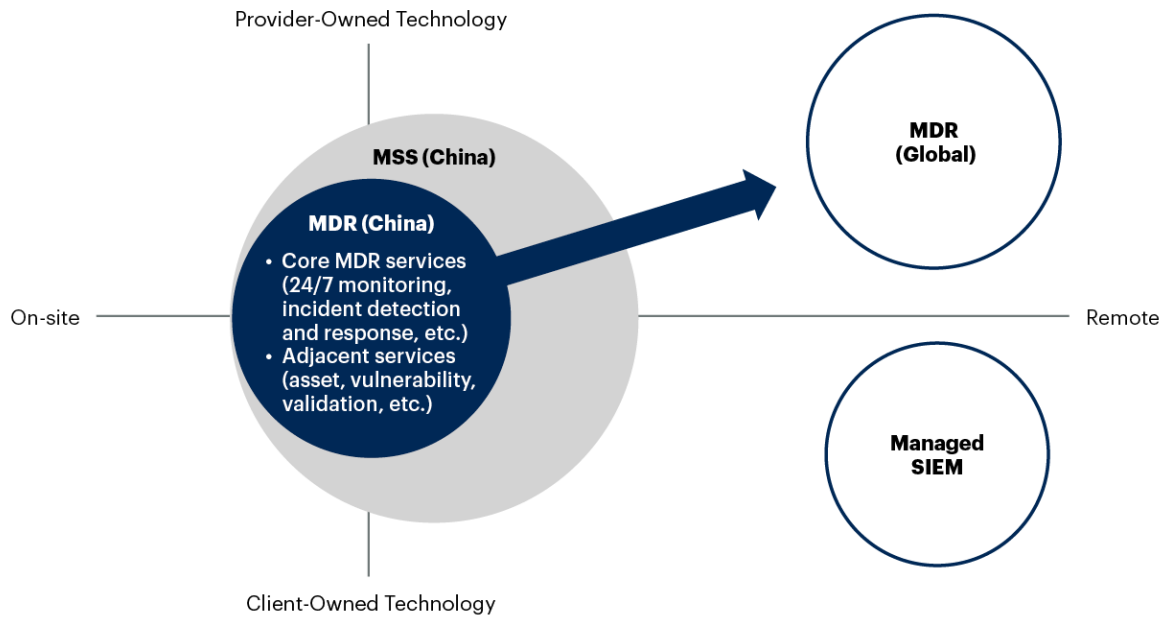 Provider-Owned Technology
MSS (China)
MDR (China)
• Core MDR services
(24/7 monitoring,
incident detection
and response, etc.)
• Adjacent services
(asset, vulnerability,
validation, etc.)
MDR
(Global)
On-site
Remote
Managed
SIEM
Client-Owned Technology